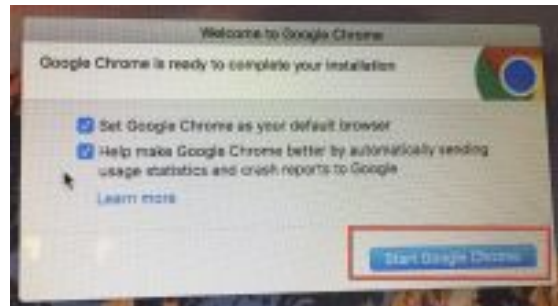 Welcome to Google Chrome
Google Chrome is ready to complete your installation
Set Google Chrome as your default browser
Help make Google Chrome better by automatically sending
usage statistics and crash reports to Google
Learn more
Start Google Chrome